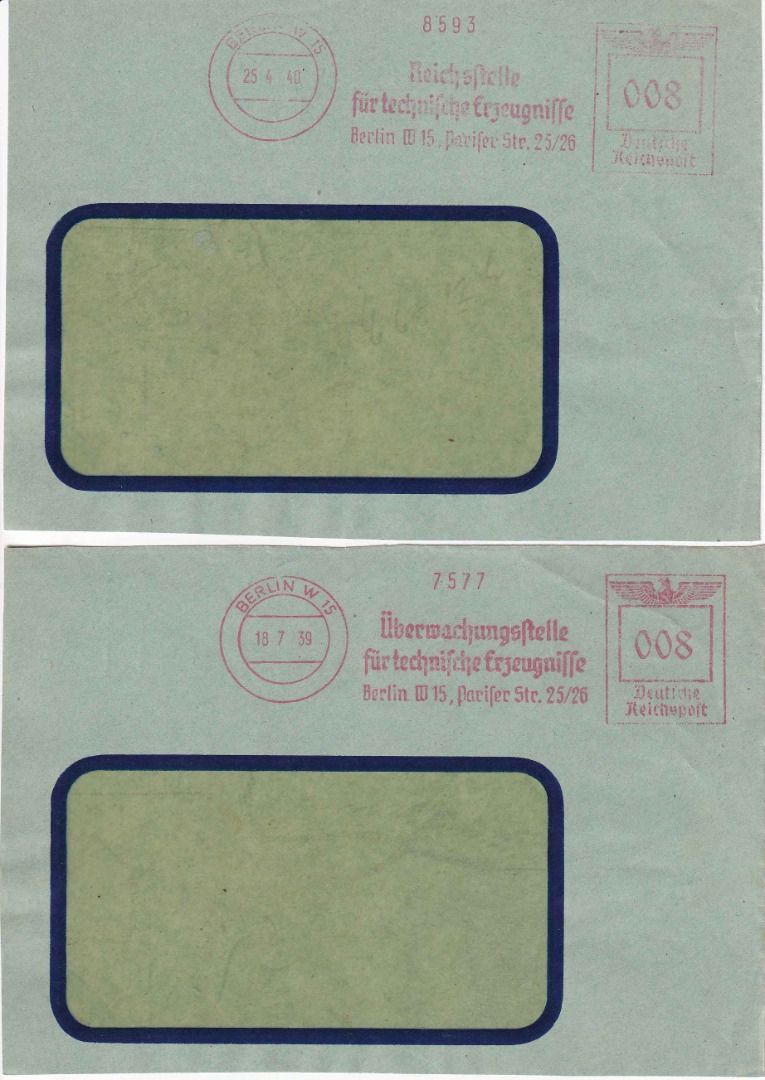 8593
BERLIN W 15
25 4 40
Reichsstelle
für technische Erzeugnisse
Berlin W 15, Pariser Str. 25/26
008
Deutsche
Reichspost
7577
BERLIN W 15
18 7 39
Überwachungsstelle
für technische Erzeugnisse
Berlin W 15, Pariser Str. 25/26
008
Deutsche
Reichspost